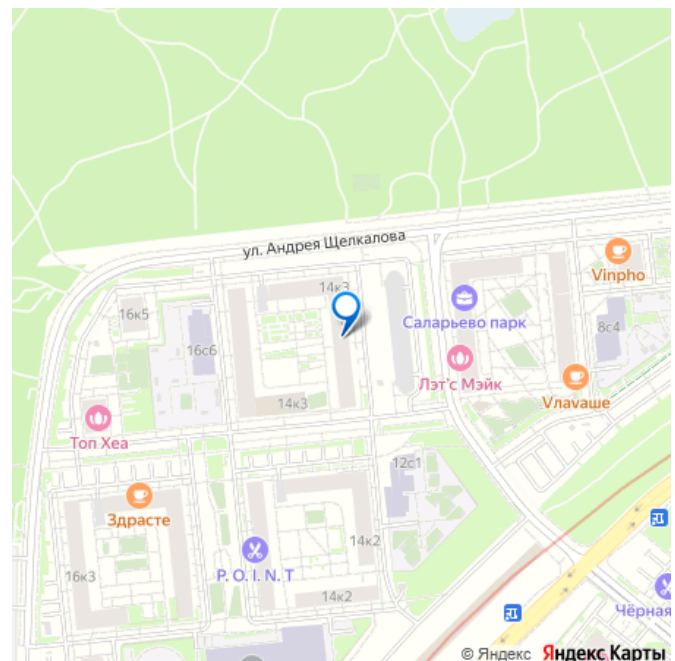 ул. Андрея Щелкалова
Vinpho
14к3
16к5
Саларьево парк
8с4
16с6
Лэт'с Мэйк
Vлаvаше
14к3
Топ Хеа
12с1
Здрасте
14к2
P. O. I. N. T
16к3
14к2
Чёрная
© Яндекс Яндекс Карты